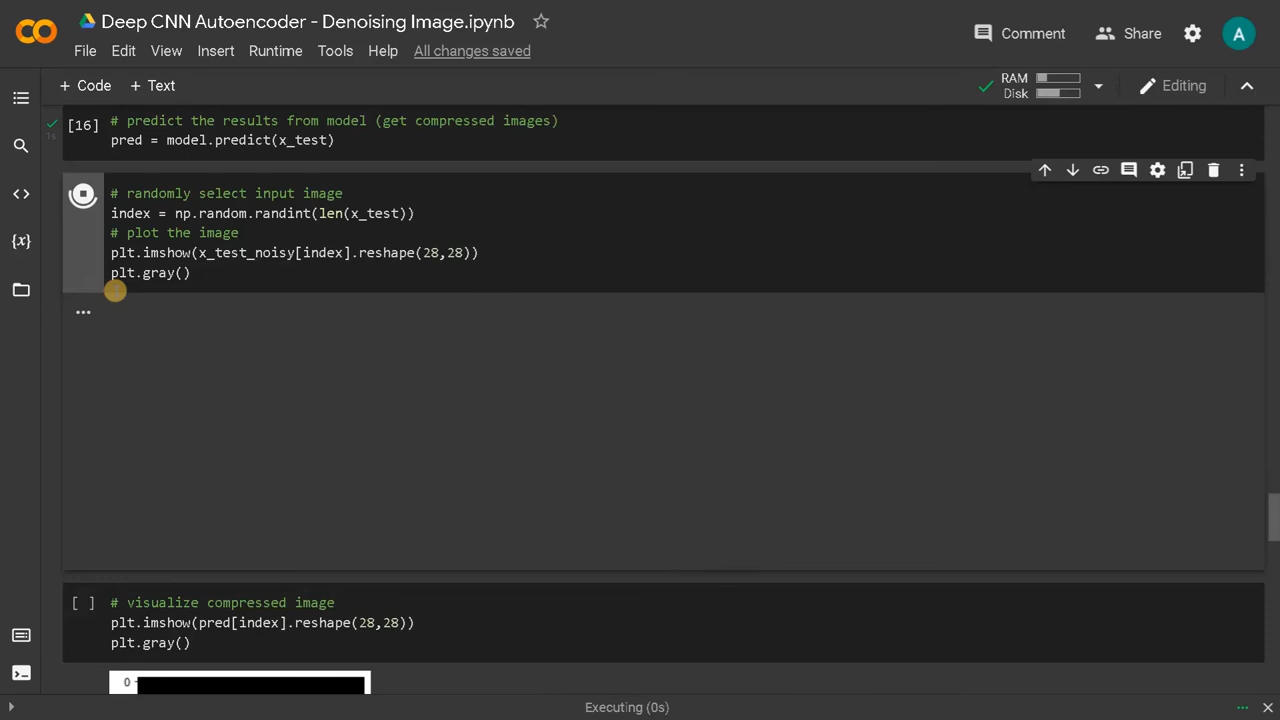 Deep CNN Autoencoder - Denoising Image.ipynb
File Edit View Insert Runtime Tools Help All changes saved
Comment Share A
+ Code + Text
RAM
Disk
Editing
[16] # predict the results from model (get compressed images)
1s
pred = model.predict(x_test)
# randomly select input image
index = np.random.randint(len(x_test))
# plot the image
plt.imshow(x_test_noisy[index].reshape(28,28))
plt.gray()
...
[ ] # visualize compressed image
plt.imshow(pred[index].reshape(28,28))
plt.gray()
0
Executing (0s)